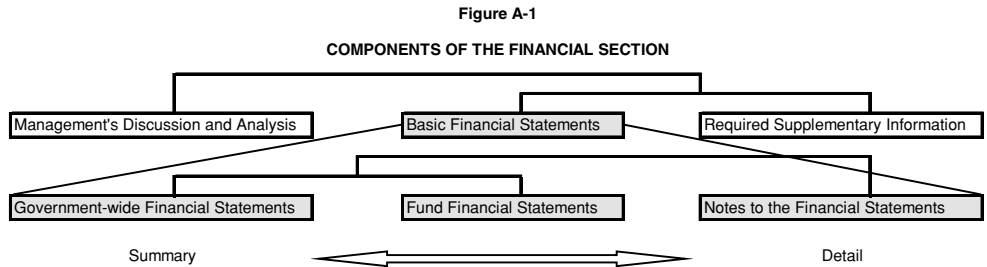 Figure A-1
COMPONENTS OF THE FINANCIAL SECTION
Management's Discussion and Analysis
Basic Financial Statements
Required Supplementary Information
Government-wide Financial Statements
Fund Financial Statements
Notes to the Financial Statements
Summary
Detail